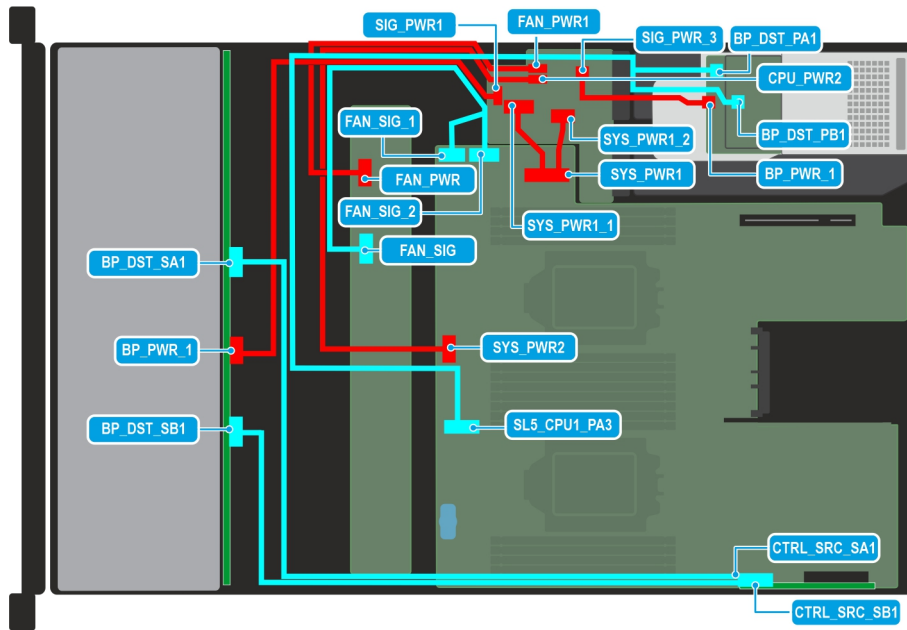 SIG_PWR1
FAN_PWR1
SIG_PWR_3
BP_DST_PA1
CPU_PWR2
FAN_SIG_1
BP_DST_PB1
SYS_PWR1_2
FAN_PWR
SYS_PWR1
BP_PWR_1
FAN_SIG_2
SYS_PWR1_1
FAN_SIG
BP_DST_SA1
BP_PWR_1
SYS_PWR2
BP_DST_SB1
SL5_CPU1_PA3
CTRL_SRC_SA1
CTRL_SRC_SB1